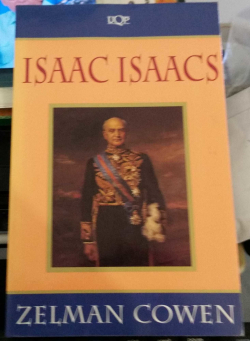 UQP
ISAAC ISAACS
ZELMAN COWEN